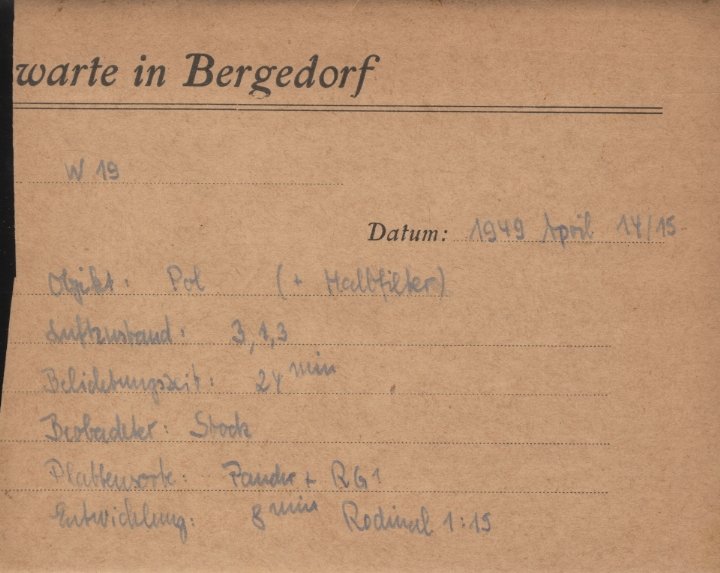 warte in Bergedorf
W 19
Datum: 1949 April 14/15
Objekt: Pol (+ Halbfilter)
Luftzustand: 3,1,3
Belichtungszeit: 24 min
Beobachter: Stock
Plattensorte: + RG1
Entwicklung: 8 min Rodinal 1:15